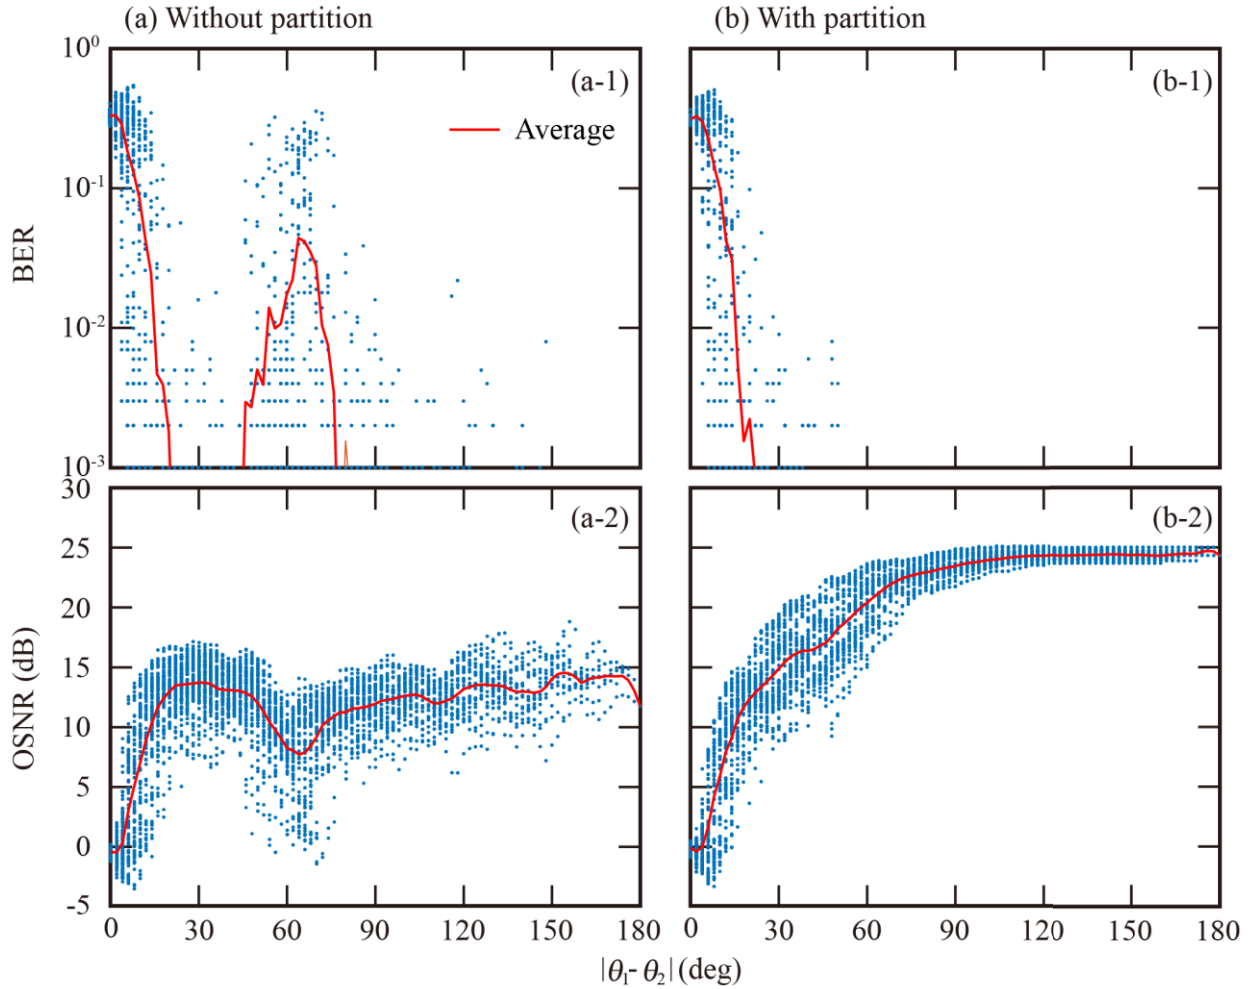 (a) Without partition
(b) With partition
10⁰
10⁻¹
10⁻²
10⁻³
BER
(a-1)
Average
(b-1)
30
25
20
15
10
5
0
-5
OSNR (dB)
(a-2)
(b-2)
0 30 60 90 120 150 180
0 30 60 90 120 150 180
|θ₁-θ₂| (deg)